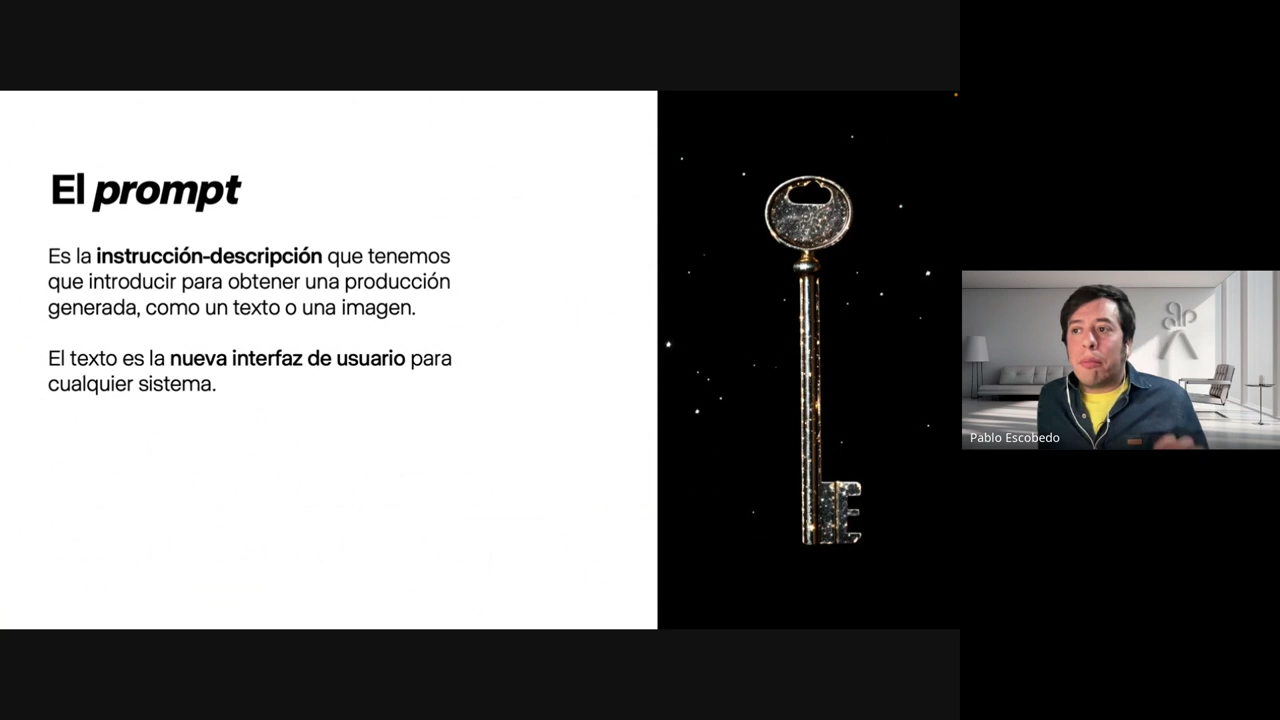 El prompt
Es la instrucción-descripción que tenemos
que introducir para obtener una producción
generada, como un texto o una imagen.
El texto es la nueva interfaz de usuario para
cualquier sistema.
Pablo Escobedo